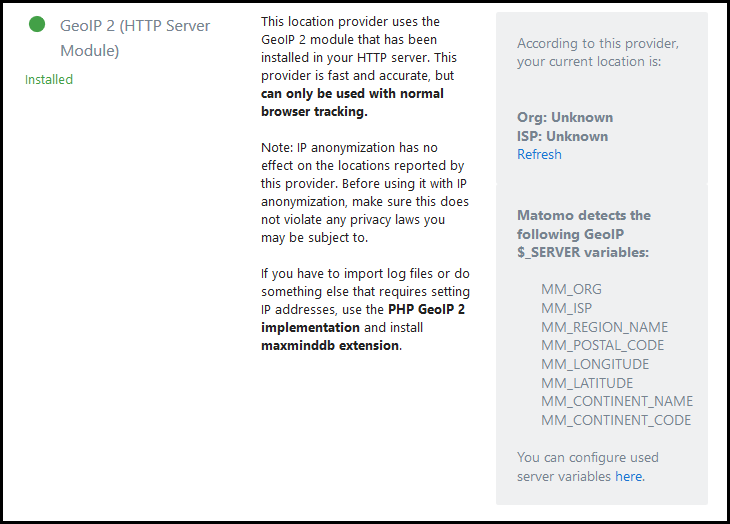 GeoIP 2 (HTTP Server
Module)
Installed
This location provider uses the
GeoIP 2 module that has been
installed in your HTTP server. This
provider is fast and accurate, but
can only be used with normal
browser tracking.
Note: IP anonymization has no
effect on the locations reported by
this provider. Before using it with IP
anonymization, make sure this does
not violate any privacy laws you
may be subject to.
If you have to import log files or do
something else that requires setting
IP addresses, use the PHP GeoIP 2
implementation and install
maxminddb extension.
According to this provider,
your current location is:
Org: Unknown
ISP: Unknown
Refresh
Matomo detects the
following GeoIP
$_SERVER variables:
MM_ORG
MM_ISP
MM_REGION_NAME
MM_POSTAL_CODE
MM_LONGITUDE
MM_LATITUDE
MM_CONTINENT_NAME
MM_CONTINENT_CODE
You can configure used
server variables here.